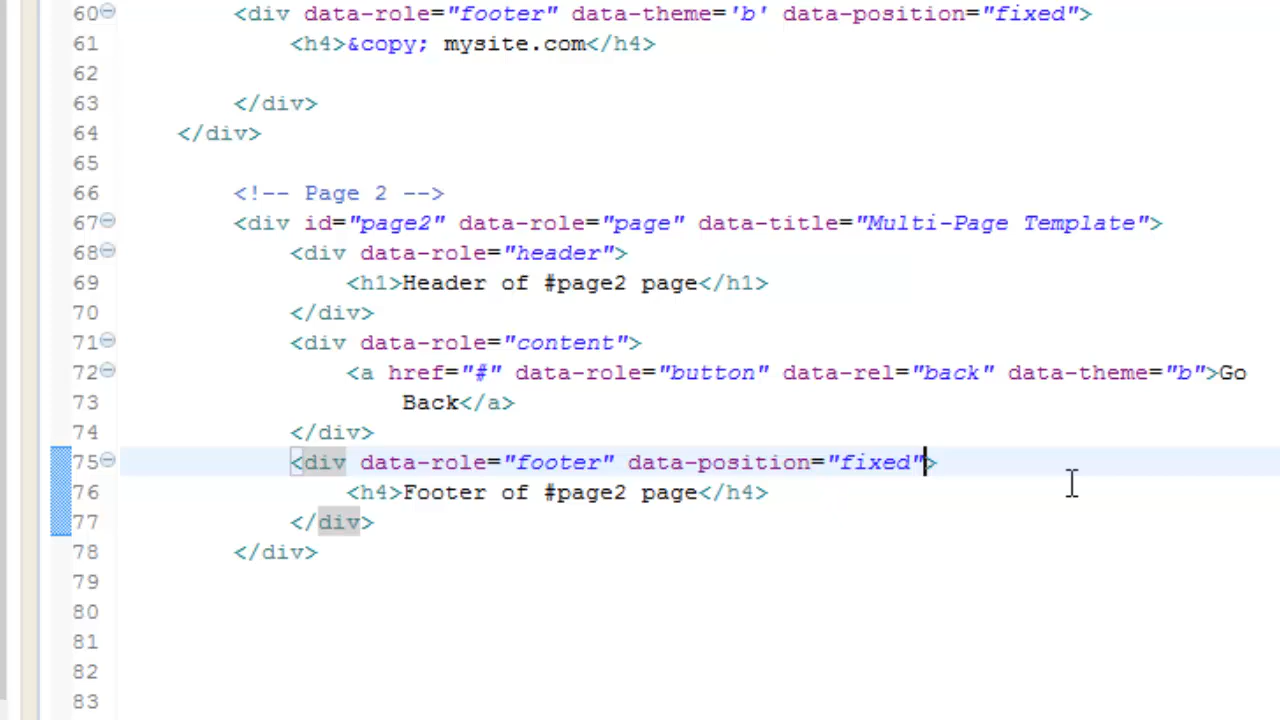 60 <div data-role="footer" data-theme='b' data-position="fixed">
61 <h4>&copy; mysite.com</h4>
62
63 </div>
64 </div>
65
66 <!-- Page 2 -->
67 <div id="page2" data-role="page" data-title="Multi-Page Template">
68 <div data-role="header">
69 <h1>Header of #page2 page</h1>
70 </div>
71 <div data-role="content">
72 <a href="#" data-role="button" data-rel="back" data-theme="b">Go
73 Back</a>
74 </div>
75 <div data-role="footer" data-position="fixed">
76 <h4>Footer of #page2 page</h4>
77 </div>
78 </div>
79
80
81
82
83